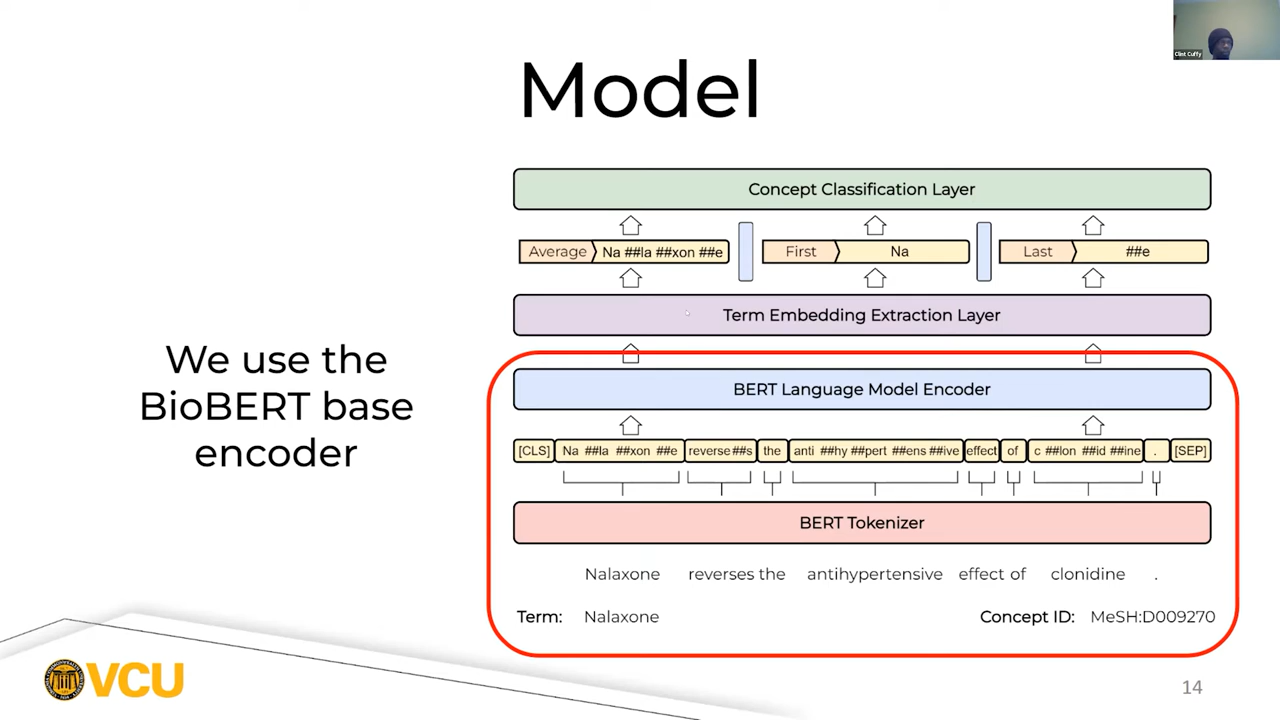 Clint Cuffy
Model
Concept Classification Layer
Average Na ##la ##xon ##e First Na Last ##e
Term Embedding Extraction Layer
We use the
BioBERT base
encoder
BERT Language Model Encoder
[CLS] Na ##la ##xon ##e reverse ##s the anti ##hy ##pert ##ens ##ive effect of c ##lon ##id ##ine . [SEP]
BERT Tokenizer
Nalaxone reverses the antihypertensive effect of clonidine .
Term: Nalaxone Concept ID: MeSH:D009270
VCU
14